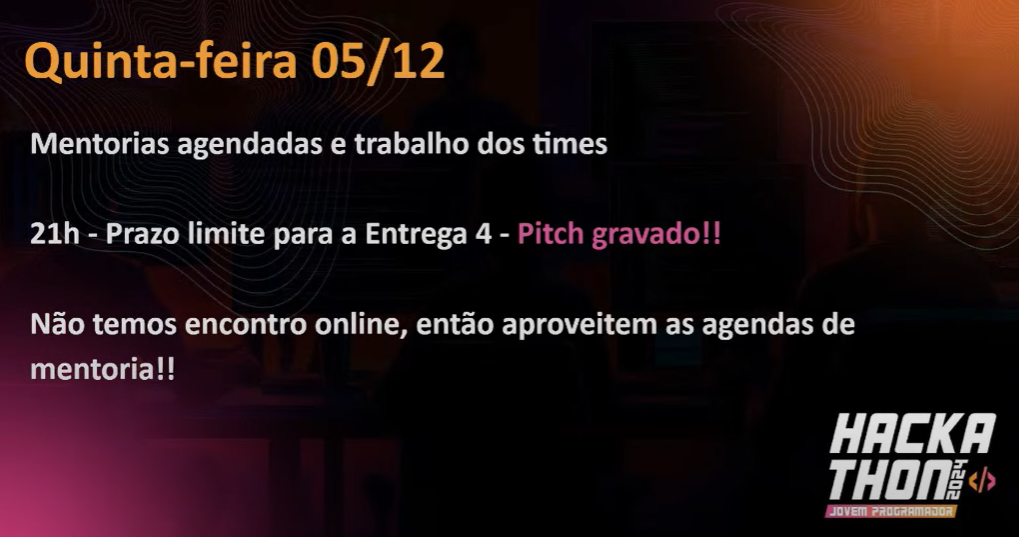 Quinta-feira 05/12
Mentorias agendadas e trabalho dos times
21h - Prazo limite para a Entrega 4 - Pitch gravado!!
Não temos encontro online, então aproveitem as agendas de
mentoria!!
HACKA
THON 2024 </>
JOVEM PROGRAMADOR